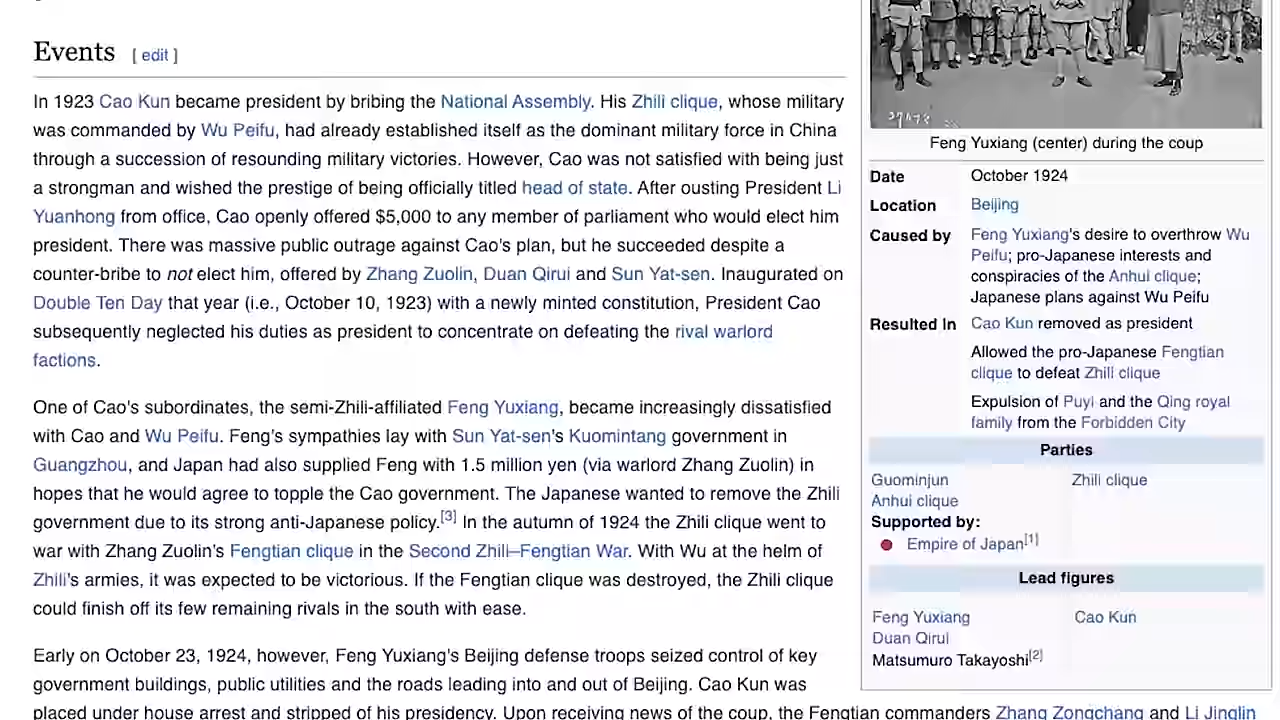 Events [ edit ]
In 1923 Cao Kun became president by bribing the National Assembly. His Zhili clique, whose military
was commanded by Wu Peifu, had already established itself as the dominant military force in China
through a succession of resounding military victories. However, Cao was not satisfied with being just
a strongman and wished the prestige of being officially titled head of state. After ousting President Li
Yuanhong from office, Cao openly offered $5,000 to any member of parliament who would elect him
president. There was massive public outrage against Cao's plan, but he succeeded despite a
counter-bribe to not elect him, offered by Zhang Zuolin, Duan Qirui and Sun Yat-sen. Inaugurated on
Double Ten Day that year (i.e., October 10, 1923) with a newly minted constitution, President Cao
subsequently neglected his duties as president to concentrate on defeating the rival warlord
factions.
One of Cao's subordinates, the semi-Zhili-affiliated Feng Yuxiang, became increasingly dissatisfied
with Cao and Wu Peifu. Feng's sympathies lay with Sun Yat-sen's Kuomintang government in
Guangzhou, and Japan had also supplied Feng with 1.5 million yen (via warlord Zhang Zuolin) in
hopes that he would agree to topple the Cao government. The Japanese wanted to remove the Zhili
government due to its strong anti-Japanese policy.[3] In the autumn of 1924 the Zhili clique went to
war with Zhang Zuolin's Fengtian clique in the Second Zhili–Fengtian War. With Wu at the helm of
Zhili's armies, it was expected to be victorious. If the Fengtian clique was destroyed, the Zhili clique
could finish off its few remaining rivals in the south with ease.
Early on October 23, 1924, however, Feng Yuxiang's Beijing defense troops seized control of key
government buildings, public utilities and the roads leading into and out of Beijing. Cao Kun was
placed under house arrest and stripped of his presidency. Upon receiving news of the coup, the Fengtian commanders Zhang Zongchang and Li Jinglin
Feng Yuxiang (center) during the coup
Date October 1924
Location Beijing
Caused by Feng Yuxiang's desire to overthrow Wu
Peifu; pro-Japanese interests and
conspiracies of the Anhui clique;
Japanese plans against Wu Peifu
Resulted in Cao Kun removed as president
Allowed the pro-Japanese Fengtian
clique to defeat Zhili clique
Expulsion of Puyi and the Qing royal
family from the Forbidden City
Parties
Guominjun Zhili clique
Anhui clique
Supported by:
Empire of Japan[1]
Lead figures
Feng Yuxiang Cao Kun
Duan Qirui
Matsumuro Takayoshi[2]